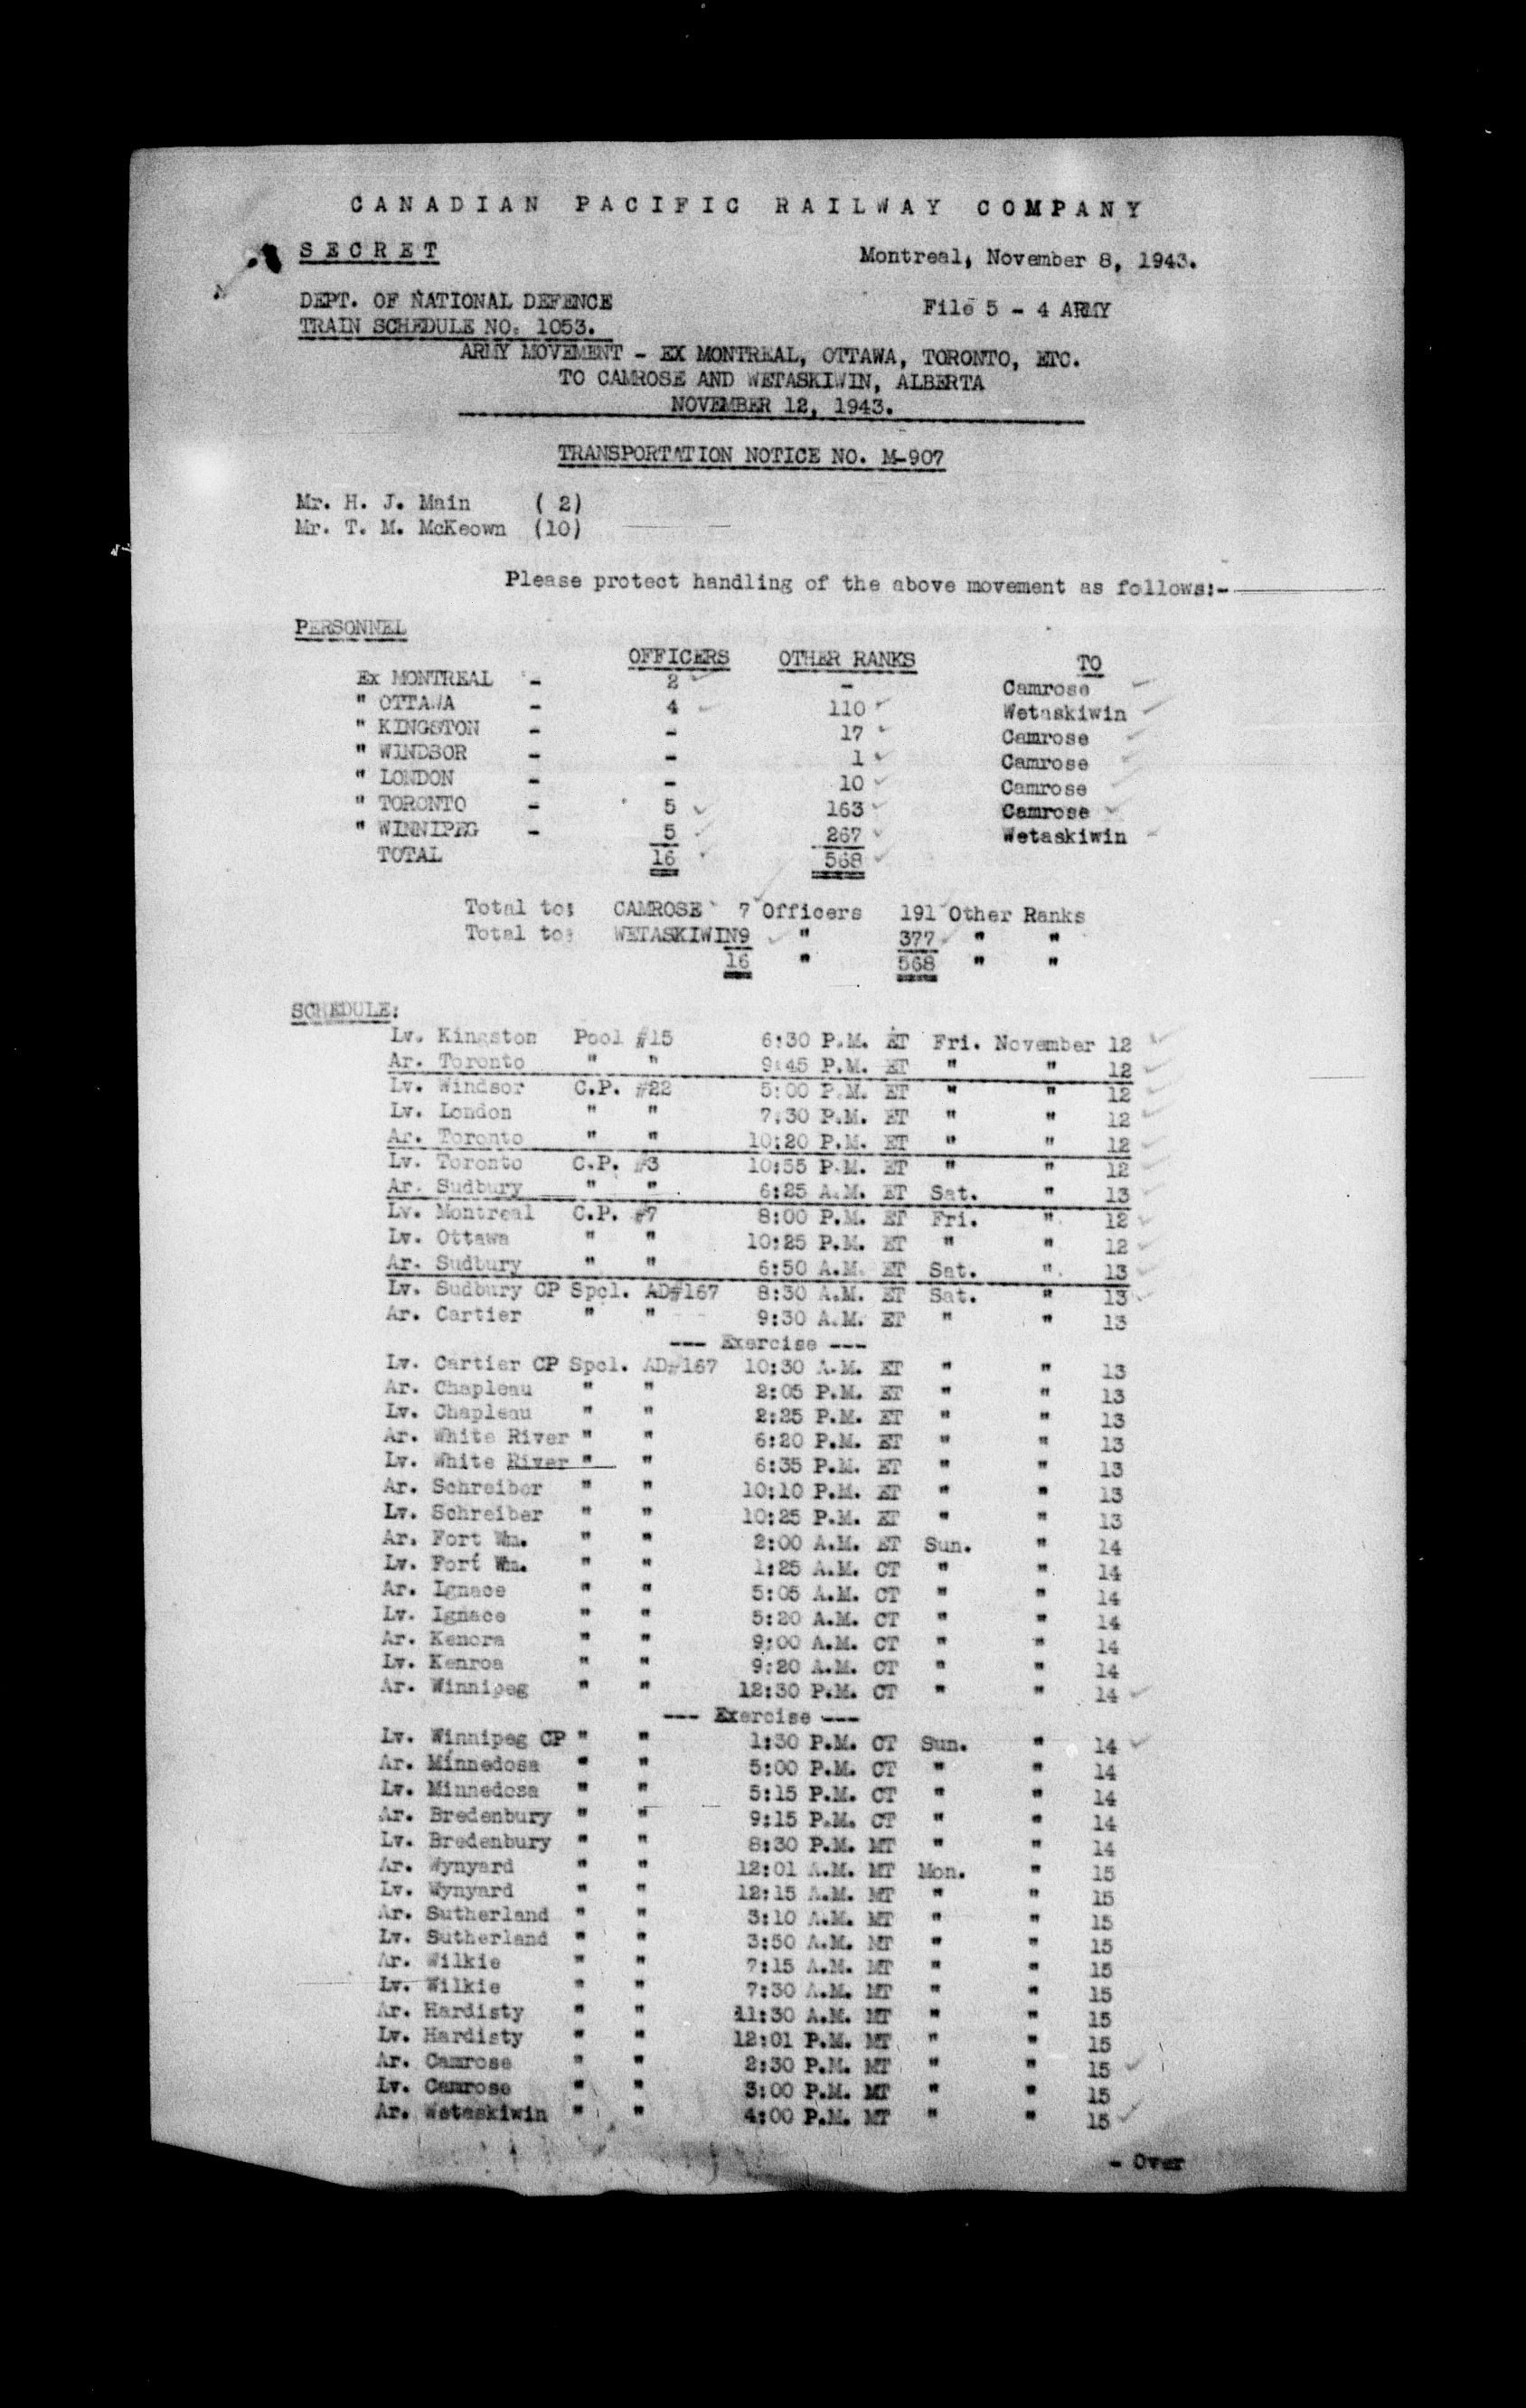 CANADIAN PACIFIC RAILWAY COMPANY
SECRET
Montreal, November 8, 1943.
DEPT. OF NATIONAL DEFENCE
File 5 - 4 ARMY
TRAIN SCHEDULE NO. 1053.
ARMY MOVEMENT - EX MONTREAL, OTTAWA, TORONTO, ETC.
TO CAMROSE AND WETASKIWIN, ALBERTA
NOVEMBER 12, 1943.
TRANSPORTATION NOTICE NO. M-907
Mr. H. J. Main ( 2)
Mr. T. M. McKeown (10)
Please protect handling of the above movement as follows:-
PERSONNEL
OFFICERS OTHER RANKS TO
Ex MONTREAL - 2 - Camrose
" OTTAWA - 4 110 Wetaskiwin
" KINGSTON - - 17 Camrose
" WINDSOR - - 1 Camrose
" LONDON - - 10 Camrose
" TORONTO - 5 163 Camrose
" WINNIPEG - 5 267 Wetaskiwin
TOTAL 16 568
Total to: CAMROSE 7 Officers 191 Other Ranks
Total to: WETASKIWIN9 " 377 " "
16 " 568 " "
SCHEDULE:
Lv. Kingston Pool #15 6:30 P.M. ET Fri. November 12
Ar. Toronto " " 9:45 P.M. ET " " 12
Lv. Windsor C.P. #22 5:00 P.M. ET " " 12
Lv. London " " 7:30 P.M. ET " " 12
Ar. Toronto " " 10:20 P.M. ET " " 12
Lv. Toronto C.P. #3 10:55 P.M. ET " " 12
Ar. Sudbury " " 6:25 A.M. ET Sat. " 13
Lv. Montreal C.P. #7 8:00 P.M. ET Fri. " 12
Lv. Ottawa " " 10:25 P.M. ET " " 12
Ar. Sudbury " " 6:50 A.M. ET Sat. " 13
Lv. Sudbury CP Spcl. AD#167 8:30 A.M. ET Sat. " 13
Ar. Cartier " " 9:30 A.M. ET " " 13
--- Exercise ---
Lv. Cartier CP Spcl. AD#167 10:30 A.M. ET " " 13
Ar. Chapleau " " 2:05 P.M. ET " " 13
Lv. Chapleau " " 2:25 P.M. ET " " 13
Ar. White River " " 6:20 P.M. ET " " 13
Lv. White River " " 6:35 P.M. ET " " 13
Ar. Schreiber " " 10:10 P.M. ET " " 13
Lv. Schreiber " " 10:25 P.M. ET " " 13
Ar. Fort Wm. " " 2:00 A.M. ET Sun. " 14
Lv. Fort Wm. " " 1:25 A.M. CT " " 14
Ar. Ignace " " 5:05 A.M. CT " " 14
Lv. Ignace " " 5:20 A.M. CT " " 14
Ar. Kenora " " 9:00 A.M. CT " " 14
Lv. Kenroa " " 9:20 A.M. CT " " 14
Ar. Winnipeg " " 12:30 P.M. CT " " 14
--- Exercise ---
Lv. Winnipeg CP " " 1:30 P.M. CT Sun. " 14
Ar. Minnedosa " " 5:00 P.M. CT " " 14
Lv. Minnedosa " " 5:15 P.M. CT " " 14
Ar. Bredenbury " " 9:15 P.M. CT " " 14
Lv. Bredenbury " " 8:30 P.M. MT " " 14
Ar. Wynyard " " 12:01 A.M. MT Mon. " 15
Lv. Wynyard " " 12:15 A.M. MT " " 15
Ar. Sutherland " " 3:10 A.M. MT " " 15
Lv. Sutherland " " 3:50 A.M. MT " " 15
Ar. Wilkie " " 7:15 A.M. MT " " 15
Lv. Wilkie " " 7:30 A.M. MT " " 15
Ar. Hardisty " " 11:30 A.M. MT " " 15
Lv. Hardisty " " 12:01 P.M. MT " " 15
Ar. Camrose " " 2:30 P.M. MT " " 15
Lv. Camrose " " 3:00 P.M. MT " " 15
Ar. Wetaskiwin " " 4:00 P.M. MT " " 15
- Over